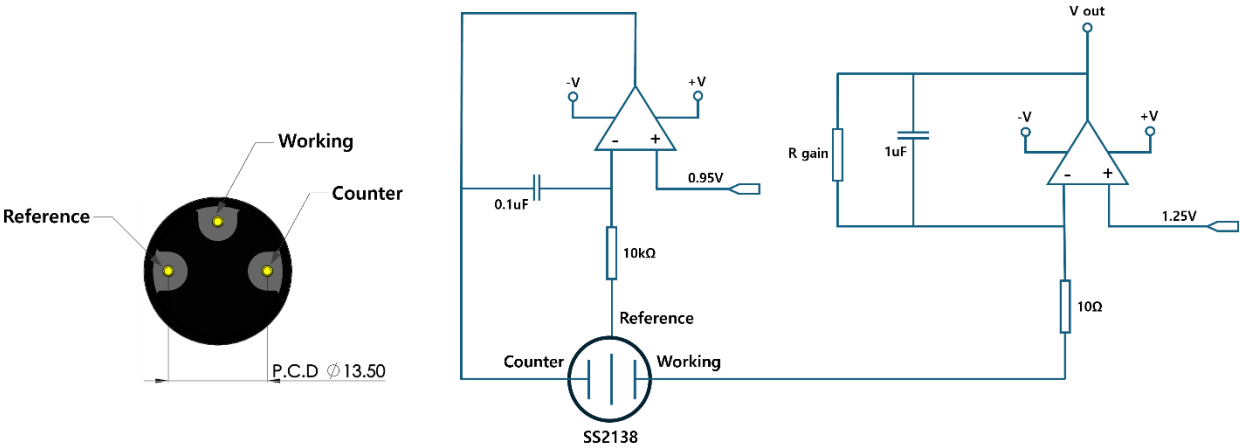 Working
Counter
Reference
P.C.D ∅13.50
-V
+V
-
+
0.95V
0.1uF
10kΩ
Reference
Counter
Working
SS2138
V out
R gain
1uF
-V
+V
-
+
1.25V
10Ω